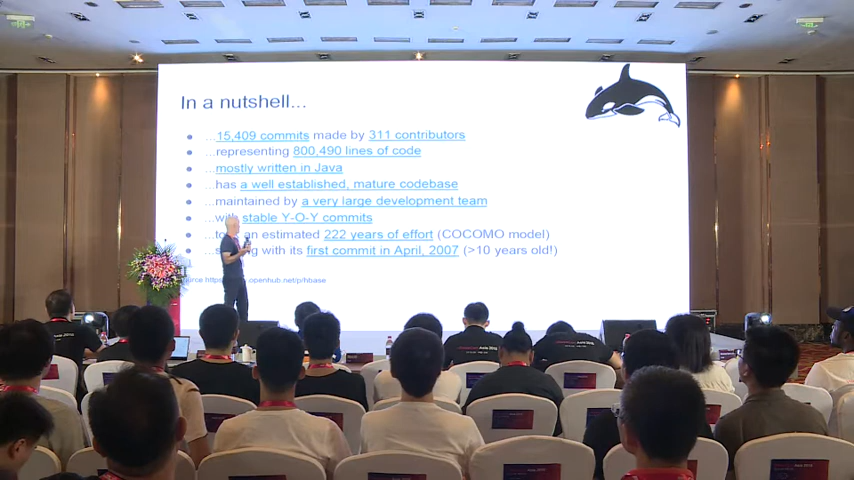 In a nutshell...
...15,409 commits made by 311 contributors
...representing 800,490 lines of code
...mostly written in Java
...has a well established, mature codebase
...maintained by a very large development team
...with stable Y-O-Y commits
an estimated 222 years of effort (COCOMO model)
with its first commit in April, 2007 (>10 years old!)
openhub.net/p/hbase